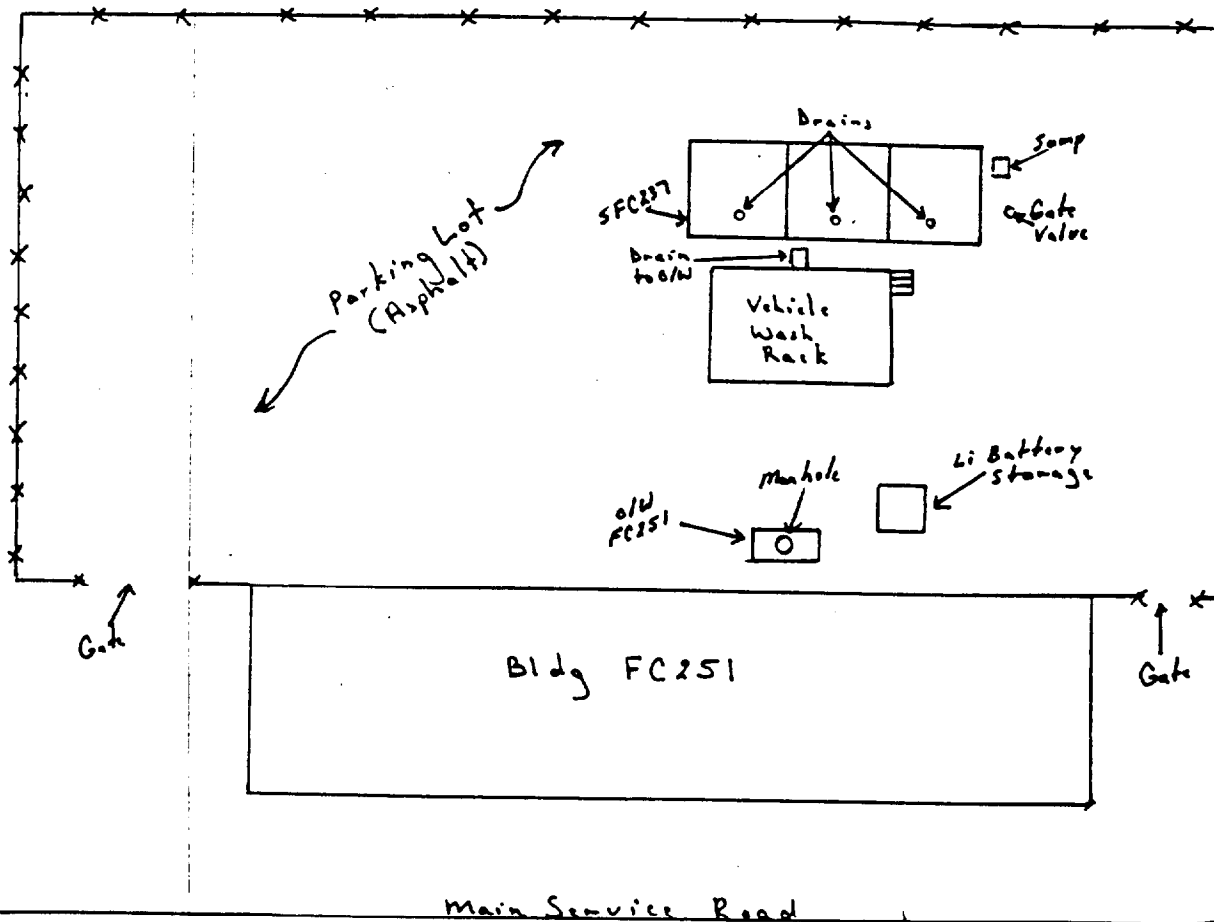 Drains
Sump
SFC237
Gate
Valve
Parking Lot
(Asphalt)
Drain
to O/W
Vehicle
Wash
Rack
Li Battery
Storage
Manhole
O/W
FC251
Gate
Bldg FC251
Gate
Main Service Road